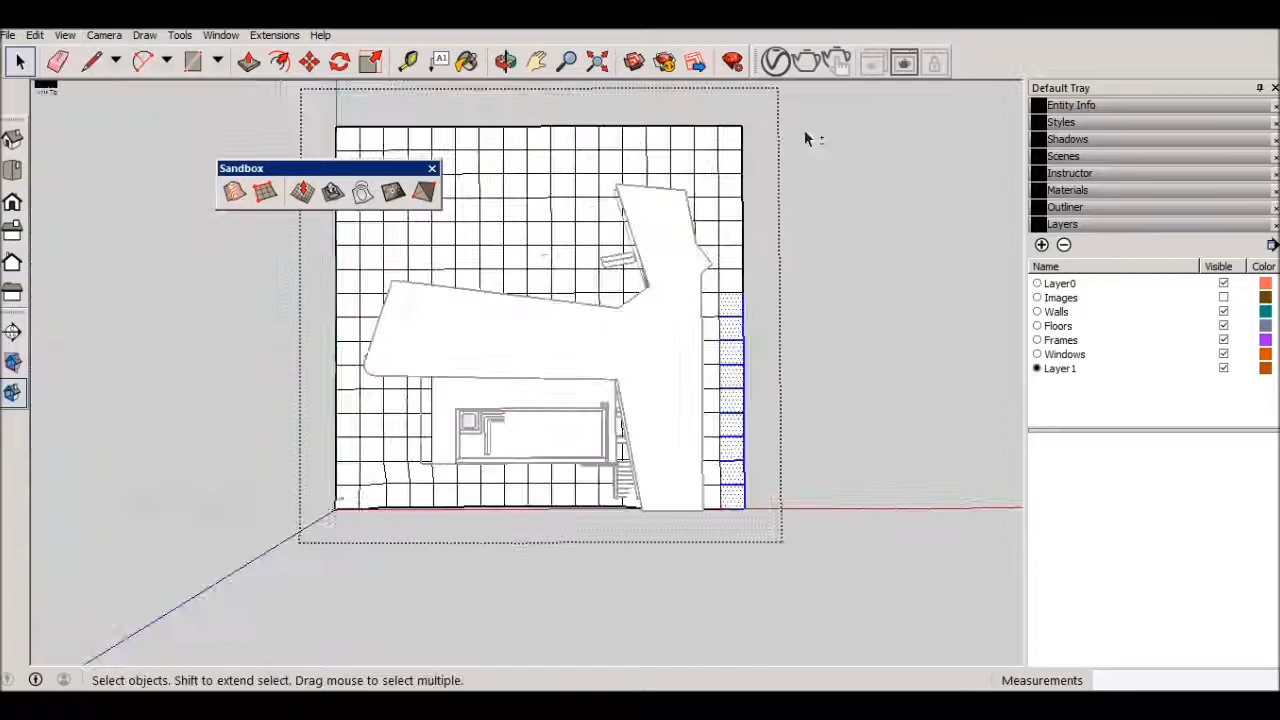 File Edit View Camera Draw Tools Window Extensions Help
A1
Default Tray
Entity Info
Styles
Shadows
Scenes
Instructor
Materials
Outliner
Layers
Name Visible Color
Layer0
Images
Walls
Floors
Frames
Windows
Layer1
Sandbox
Select objects. Shift to extend select. Drag mouse to select multiple.
Measurements